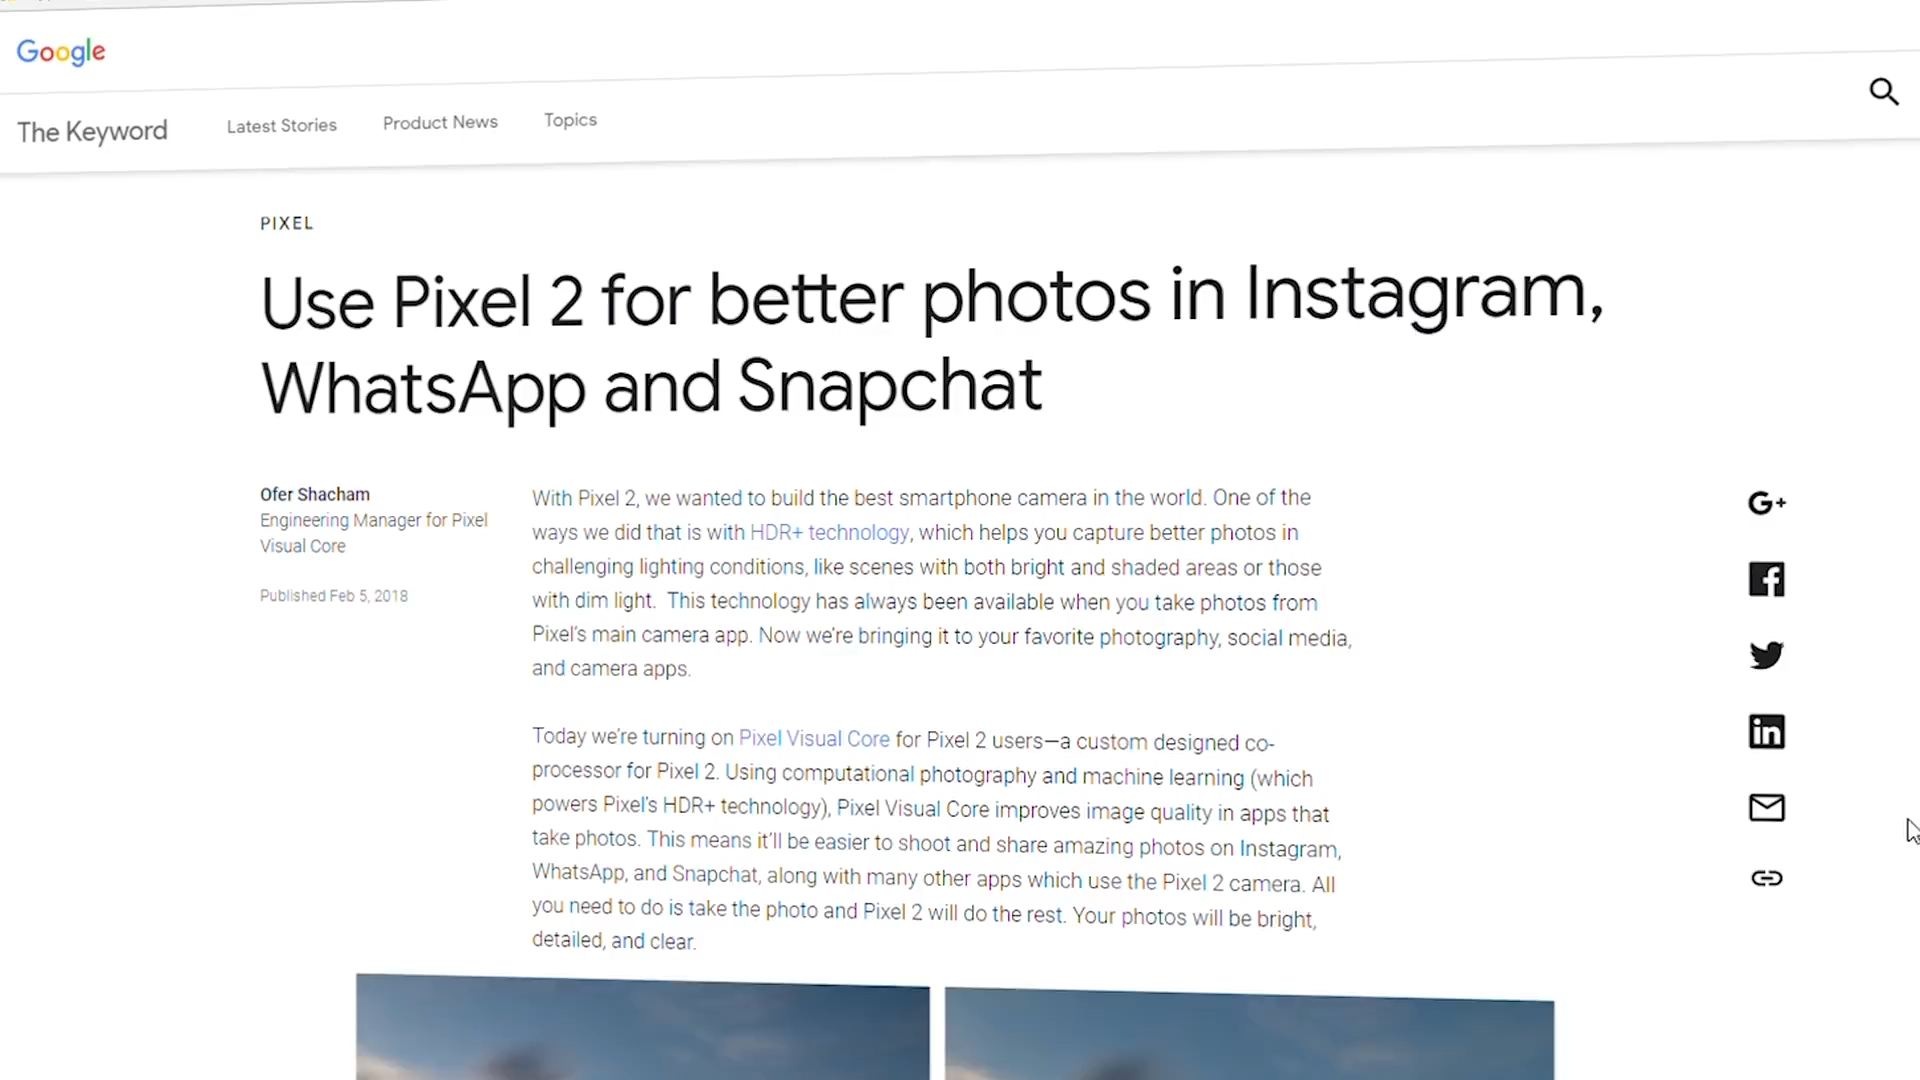 Google
The Keyword Latest Stories Product News Topics
PIXEL
Use Pixel 2 for better photos in Instagram,
WhatsApp and Snapchat
Ofer Shacham
Engineering Manager for Pixel
Visual Core
Published Feb 5, 2018
With Pixel 2, we wanted to build the best smartphone camera in the world. One of the
ways we did that is with HDR+ technology, which helps you capture better photos in
challenging lighting conditions, like scenes with both bright and shaded areas or those
with dim light. This technology has always been available when you take photos from
Pixel's main camera app. Now we're bringing it to your favorite photography, social media,
and camera apps.
Today we're turning on Pixel Visual Core for Pixel 2 users—a custom designed co-
processor for Pixel 2. Using computational photography and machine learning (which
powers Pixel's HDR+ technology), Pixel Visual Core improves image quality in apps that
take photos. This means it'll be easier to shoot and share amazing photos on Instagram,
WhatsApp, and Snapchat, along with many other apps which use the Pixel 2 camera. All
you need to do is take the photo and Pixel 2 will do the rest. Your photos will be bright,
detailed, and clear.
G+
f
in